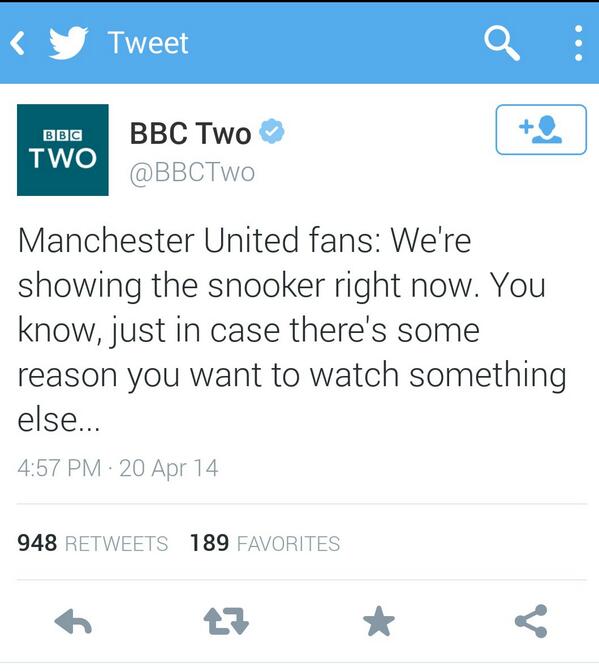 Tweet
BBC
TWO
BBC Two
@BBCTwo
Manchester United fans: We're
showing the snooker right now. You
know, just in case there's some
reason you want to watch something
else...
4:57 PM · 20 Apr 14
948 RETWEETS 189 FAVORITES